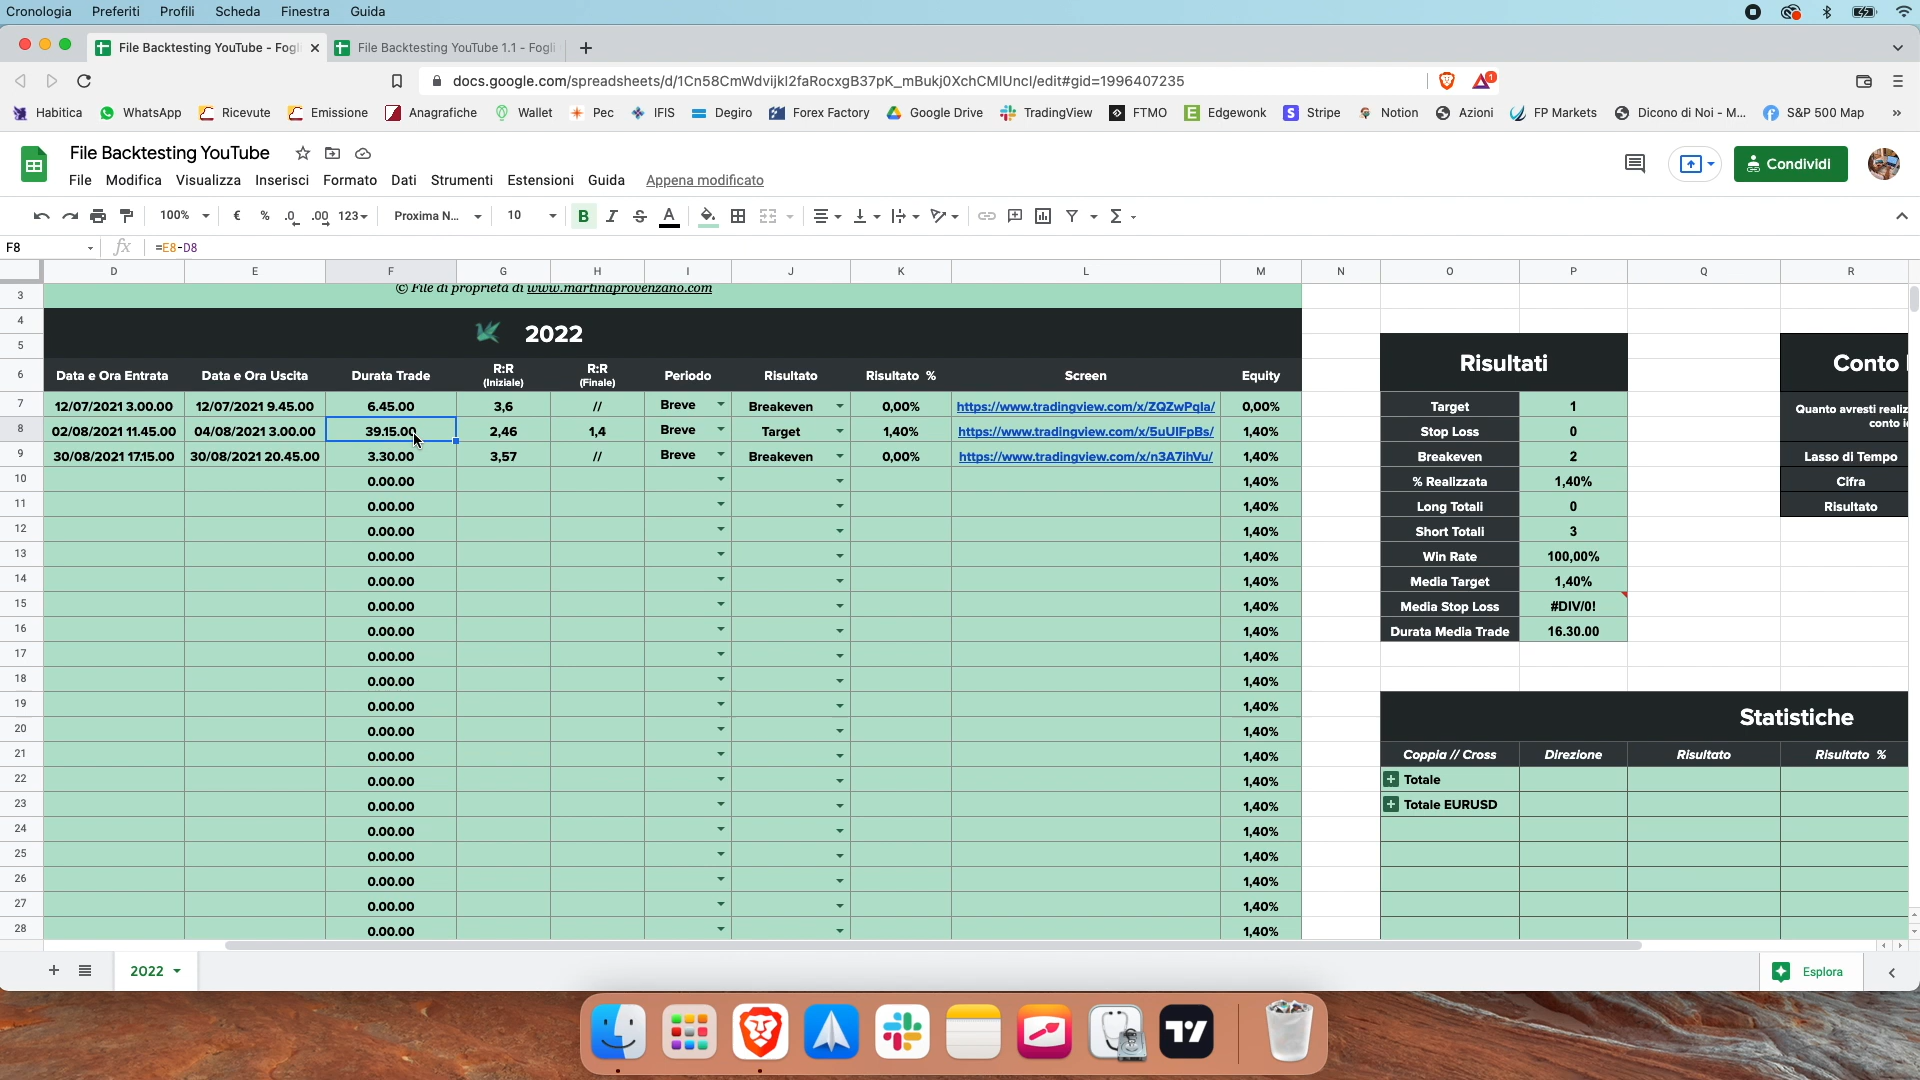 Cronologia Preferiti Profili Scheda Finestra Guida
File Backtesting YouTube - Fogli File Backtesting YouTube 1.1 - Fogli
docs.google.com/spreadsheets/d/1Cn58CmWdvijkI2faRocxgB37pK_mBukj0XchCMlUncI/edit#gid=1996407235
Habitica WhatsApp Ricevute Emissione Anagrafiche Wallet Pec IFIS Degiro Forex Factory Google Drive TradingView FTMO Edgewonk Stripe Notion Azioni FP Markets Dicono di Noi - M... S&P 500 Map »
File Backtesting YouTube
Condividi
File Modifica Visualizza Inserisci Formato Dati Strumenti Estensioni Guida Appena modificato
100% € % .0 .00 123 Proxima N... 10 B I S A Σ
F8 fx =E8-D8
D E F G H I J K L M N O P Q R
3 © File di proprietà di www.martinaprovenzano.com
4 2022
5 Risultati Conto
6 Data e Ora Entrata Data e Ora Uscita Durata Trade R:R (Iniziale) R:R (Finale) Periodo Risultato Risultato % Screen Equity
7 12/07/2021 3.00.00 12/07/2021 9.45.00 6.45.00 3,6 // Breve Breakeven 0,00% https://www.tradingview.com/x/ZQZwPqla/ 0,00% Target 1 Quanto avresti realiz
conto i
8 02/08/2021 11.45.00 04/08/2021 3.00.00 39.15.00 2,46 1,4 Breve Target 1,40% https://www.tradingview.com/x/5uUIFpBs/ 1,40% Stop Loss 0
9 30/08/2021 17.15.00 30/08/2021 20.45.00 3.30.00 3,57 // Breve Breakeven 0,00% https://www.tradingview.com/x/n3A7ihVu/ 1,40% Breakeven 2 Lasso di Tempo
10 0.00.00 1,40% % Realizzata 1,40% Cifra
11 0.00.00 1,40% Long Totali 0 Risultato
12 0.00.00 1,40% Short Totali 3
13 0.00.00 1,40% Win Rate 100,00%
14 0.00.00 1,40% Media Target 1,40%
15 0.00.00 1,40% Media Stop Loss #DIV/0!
16 0.00.00 1,40% Durata Media Trade 16.30.00
17 0.00.00 1,40%
18 0.00.00 1,40%
19 0.00.00 1,40% Statistiche
20 0.00.00 1,40%
21 0.00.00 1,40% Coppia // Cross Direzione Risultato Risultato %
22 0.00.00 1,40% Totale
23 0.00.00 1,40% Totale EURUSD
24 0.00.00 1,40%
25 0.00.00 1,40%
26 0.00.00 1,40%
27 0.00.00 1,40%
28 0.00.00 1,40%
2022 Esplora